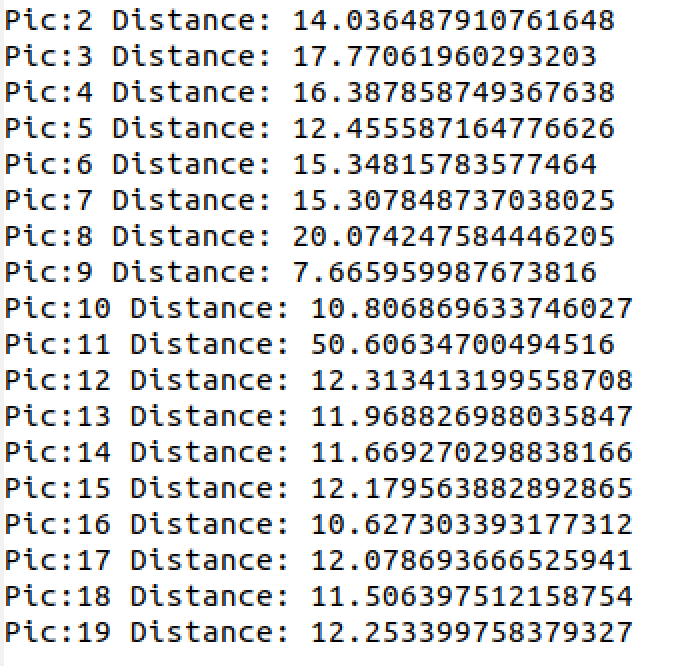 Pic:2 Distance: 14.036487910761648
Pic:3 Distance: 17.77061960293203
Pic:4 Distance: 16.387858749367638
Pic:5 Distance: 12.455587164776626
Pic:6 Distance: 15.34815783577464
Pic:7 Distance: 15.307848737038025
Pic:8 Distance: 20.074247584446205
Pic:9 Distance: 7.665959987673816
Pic:10 Distance: 10.806869633746027
Pic:11 Distance: 50.60634700494516
Pic:12 Distance: 12.313413199558708
Pic:13 Distance: 11.968826988035847
Pic:14 Distance: 11.669270298838166
Pic:15 Distance: 12.179563882892865
Pic:16 Distance: 10.627303393177312
Pic:17 Distance: 12.078693666525941
Pic:18 Distance: 11.506397512158754
Pic:19 Distance: 12.253399758379327